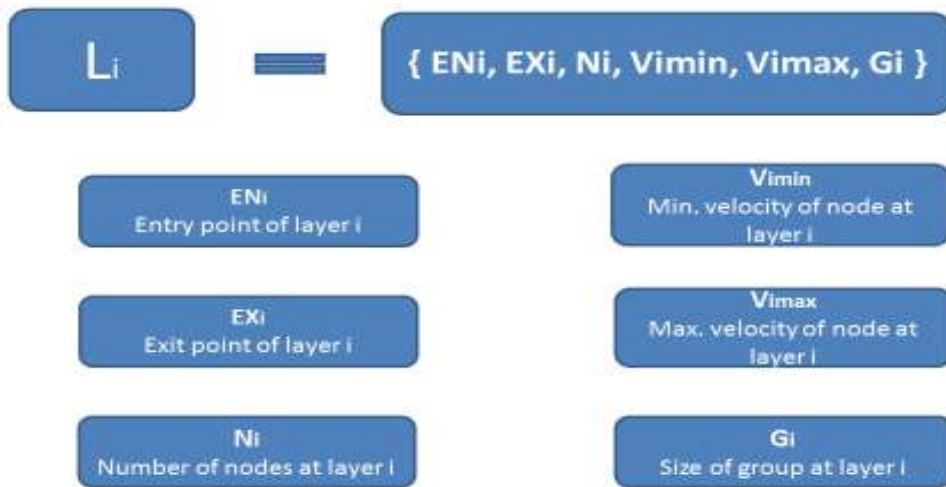 Li
{ ENi, EXi, Ni, Vimin, Vimax, Gi }
ENi
Entry point of layer i
Vimin
Min. velocity of node at
layer i
EXi
Exit point of layer i
Vimax
Max. velocity of node at
layer i
Ni
Number of nodes at layer i
Gi
Size of group at layer i